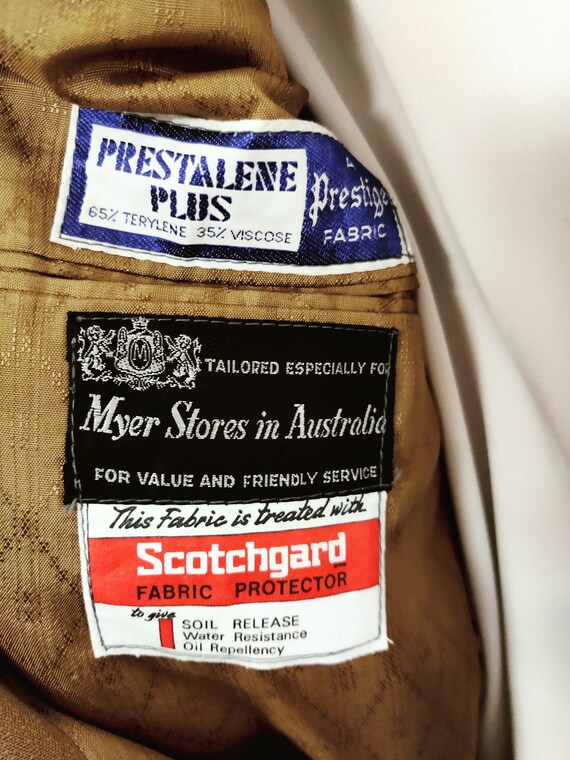 PRESTALENE
PLUS
65% TERYLENE 35% VISCOSE
A
Prestige
FABRIC
M
TAILORED ESPECIALLY FOR
Myer Stores in Australia
FOR VALUE AND FRIENDLY SERVICE
This Fabric is treated with
Scotchgard
FABRIC PROTECTOR
to give
SOIL RELEASE
Water Resistance
Oil Repellency